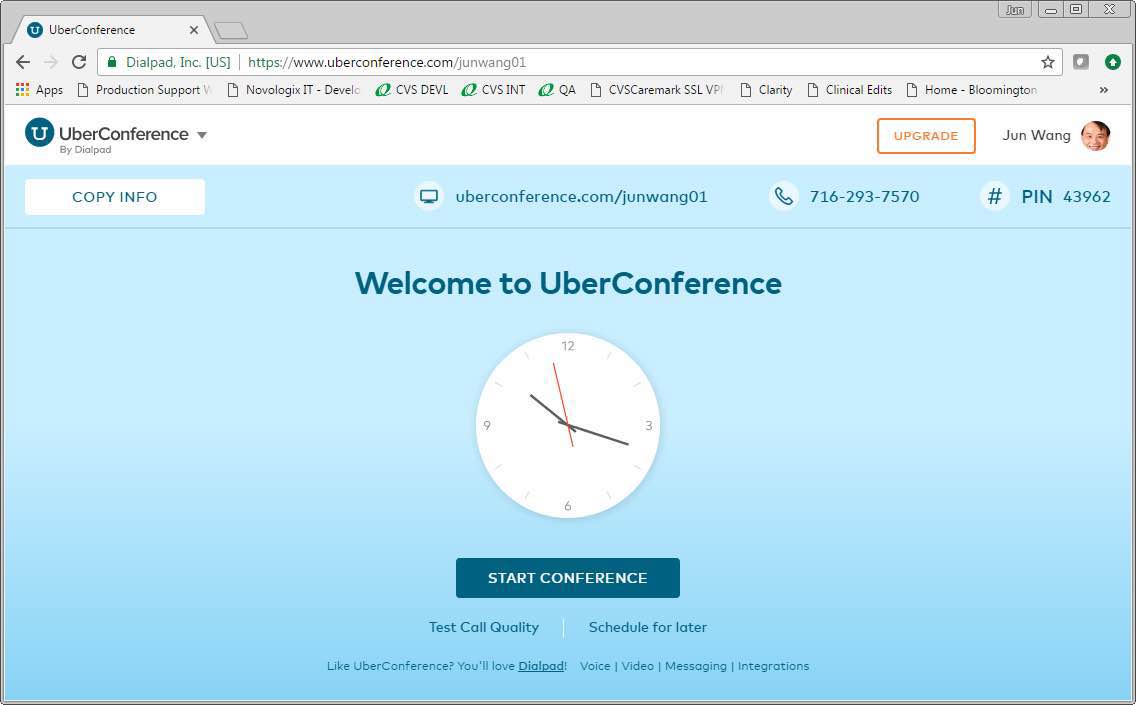 Jun
UberConference
Dialpad, Inc. [US] | https://www.uberconference.com/junwang01
Apps Production Support Novologix IT - Develo CVS DEVL CVS INT QA CVSCaremark SSL VP Clarity Clinical Edits Home - Bloomington »
U UberConference
By Dialpad
UPGRADE Jun Wang
COPY INFO uberconference.com/junwang01 716-293-7570 # PIN 43962
Welcome to UberConference
12
9 3
6
START CONFERENCE
Test Call Quality Schedule for later
Like UberConference? You'll love Dialpad! Voice | Video | Messaging | Integrations